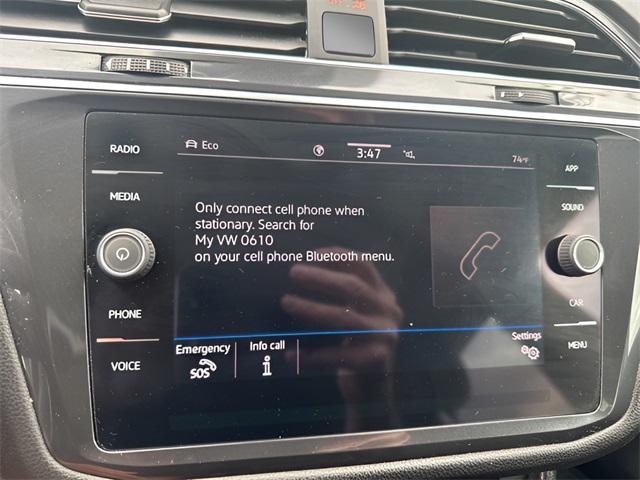 RADIO
MEDIA
PHONE
VOICE
Eco
3:47
74°F
Only connect cell phone when
stationary. Search for
My VW 0610
on your cell phone Bluetooth menu.
Emergency
SOS
Info call
i
Settings
APP
SOUND
CAR
MENU